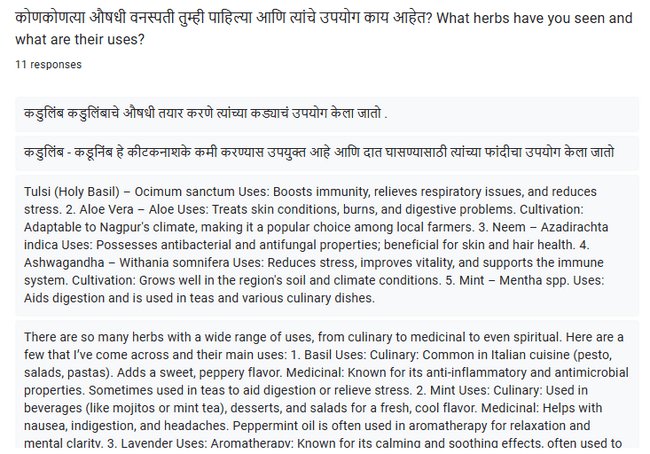 कोणकोणत्या औषधी वनस्पती तुम्ही पाहिल्या आणि त्यांचे उपयोग काय आहेत? What herbs have you seen and
what are their uses?
11 responses
कडुलिंब कडुलिंबाचे औषधी तयार करणे त्यांच्या कड्याचं उपयोग केला जातो .
कडुलिंब - कडूनिंब हे कीटकनाशके कमी करण्यास उपयुक्त आहे आणि दात घासण्यासाठी त्यांच्या फांदीचा उपयोग केला जातो
Tulsi (Holy Basil) – Ocimum sanctum Uses: Boosts immunity, relieves respiratory issues, and reduces
stress. 2. Aloe Vera – Aloe Uses: Treats skin conditions, burns, and digestive problems. Cultivation:
Adaptable to Nagpur's climate, making it a popular choice among local farmers. 3. Neem – Azadirachta
indica Uses: Possesses antibacterial and antifungal properties; beneficial for skin and hair health. 4.
Ashwagandha – Withania somnifera Uses: Reduces stress, improves vitality, and supports the immune
system. Cultivation: Grows well in the region's soil and climate conditions. 5. Mint – Mentha spp. Uses:
Aids digestion and is used in teas and various culinary dishes.
There are so many herbs with a wide range of uses, from culinary to medicinal to even spiritual. Here are a
few that I've come across and their main uses: 1. Basil Uses: Culinary: Common in Italian cuisine (pesto,
salads, pastas). Adds a sweet, peppery flavor. Medicinal: Known for its anti-inflammatory and antimicrobial
properties. Sometimes used in teas to aid digestion or relieve stress. 2. Mint Uses: Culinary: Used in
beverages (like mojitos or mint tea), desserts, and salads for a fresh, cool flavor. Medicinal: Helps with
nausea, indigestion, and headaches. Peppermint oil is often used in aromatherapy for relaxation and
mental clarity. 3. Lavender Uses: Aromatherapy: Known for its calming and soothing effects, often used to